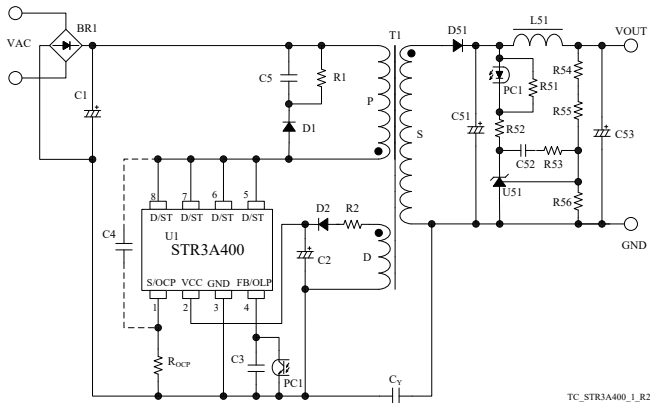 BR1
VAC
C1
C5
R1
P
D1
T1
D51
L51
VOUT
PC1
R51
R54
R55
C51
S
R52
C53
C52
R53
U51
R56
GND
C4
8
7
6
5
D/ST
D/ST
D/ST
D/ST
U1
STR3A400
S/OCP
VCC
GND
FB/OLP
1
2
3
4
D2
R2
C2
D
ROCP
C3
PC1
CY
TC_STR3A400_1_R2